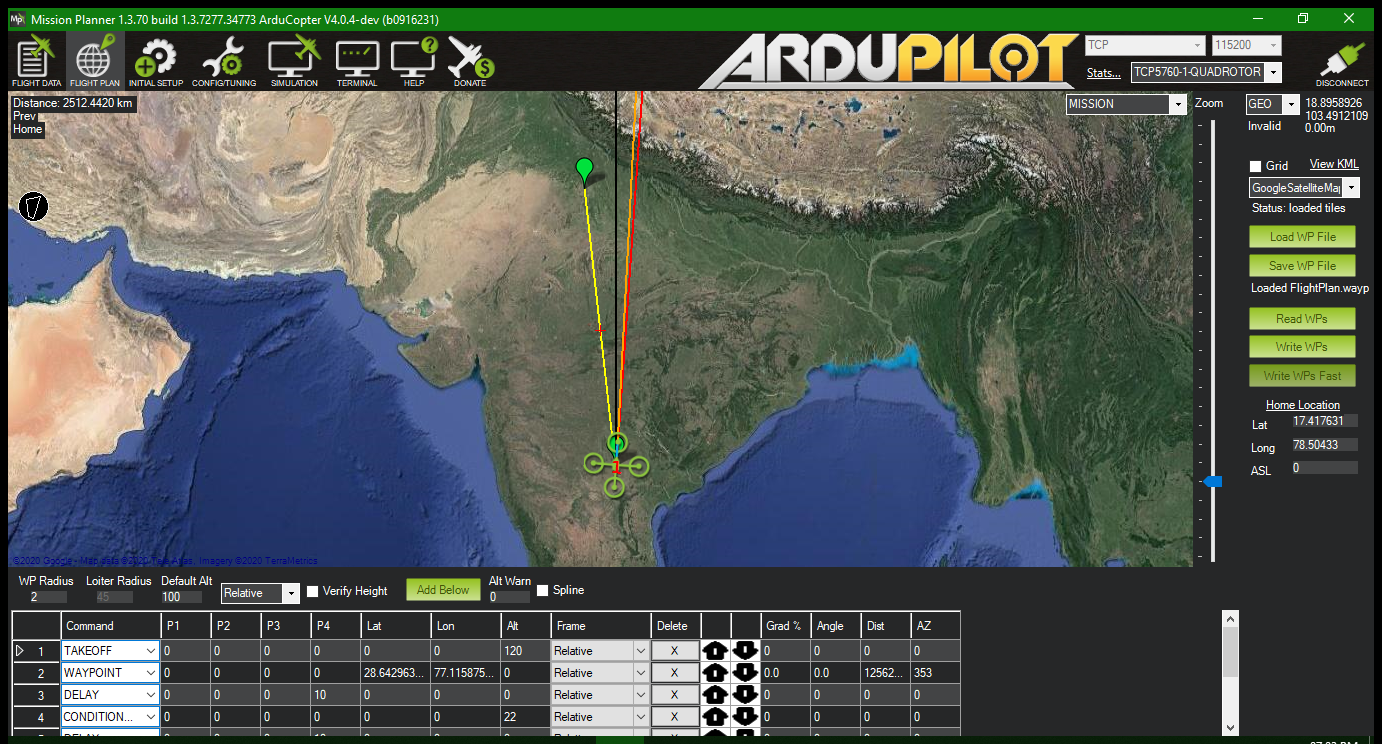 Mission Planner 1.3.70 build 1.3.7277.34773 ArduCopter V4.0.4-dev (b0916231)
FLIGHT DATA FLIGHT PLAN INITIAL SETUP CONFIG/TUNING SIMULATION TERMINAL HELP DONATE
ARDUPILOT
TCP 115200
Stats... TCP5760-1-QUADROTOR
DISCONNECT
Distance: 2512.4420 km
Prev
Home
MISSION
Zoom
GEO 18.8958926
103.4912109
Invalid 0.00m
Grid View KML
GoogleSatelliteMap
Status: loaded tiles
Load WP File
Save WP File
Loaded FlightPlan.wayp
Read WPs
Write WPs
Write WPs Fast
Home Location
Lat 17.417631
Long 78.50433
ASL 0
©2020 Google - Map data ©2020 Tele Atlas, Imagery ©2020 TerraMetrics
WP Radius Loiter Radius Default Alt Alt Warn
2 45 100 Relative Verify Height Add Below 0 Spline
Command P1 P2 P3 P4 Lat Lon Alt Frame Delete Grad % Angle Dist AZ
1 TAKEOFF 0 0 0 0 0 0 120 Relative X 0 0 0 0
2 WAYPOINT 0 0 0 0 28.642963... 77.115875... 0 Relative X 0.0 0.0 12562... 353
3 DELAY 0 0 0 10 0 0 0 Relative X 0 0 0 0
4 CONDITION... 0 0 0 0 0 0 22 Relative X 0 0 0 0